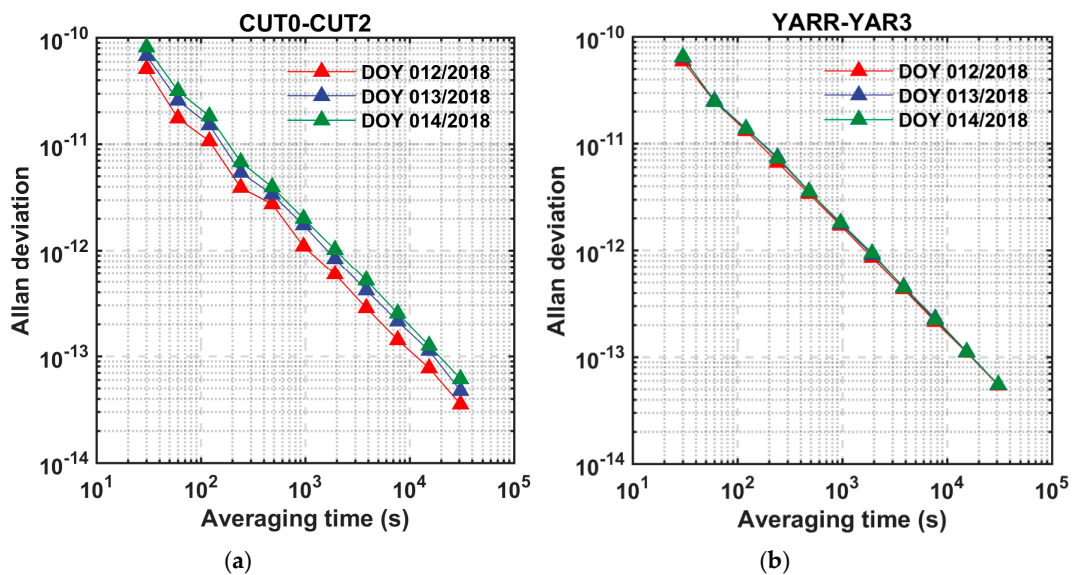 CUT0-CUT2
10^-10
10^-11
10^-12
10^-13
10^-14
Allan deviation
DOY 012/2018
DOY 013/2018
DOY 014/2018
10^1
10^2
10^3
10^4
10^5
Averaging time (s)
(a)
YARR-YAR3
10^-10
10^-11
10^-12
10^-13
10^-14
Allan deviation
DOY 012/2018
DOY 013/2018
DOY 014/2018
10^1
10^2
10^3
10^4
10^5
Averaging time (s)
(b)